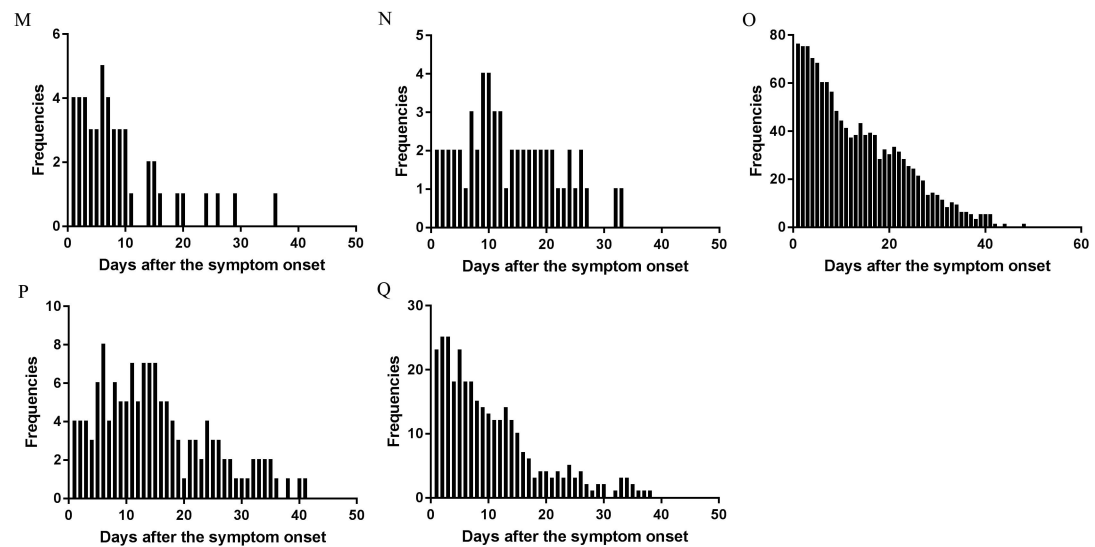 M
6
4
2
0
Frequencies
0 10 20 30 40 50
Days after the symptom onset
N
5
4
3
2
1
0
Frequencies
0 10 20 30 40 50
Days after the symptom onset
O
80
60
40
20
0
Frequencies
0 20 40 60
Days after the symptom onset
P
10
8
6
4
2
0
Frequencies
0 10 20 30 40 50
Days after the symptom onset
Q
30
20
10
0
Frequencies
0 10 20 30 40 50
Days after the symptom onset